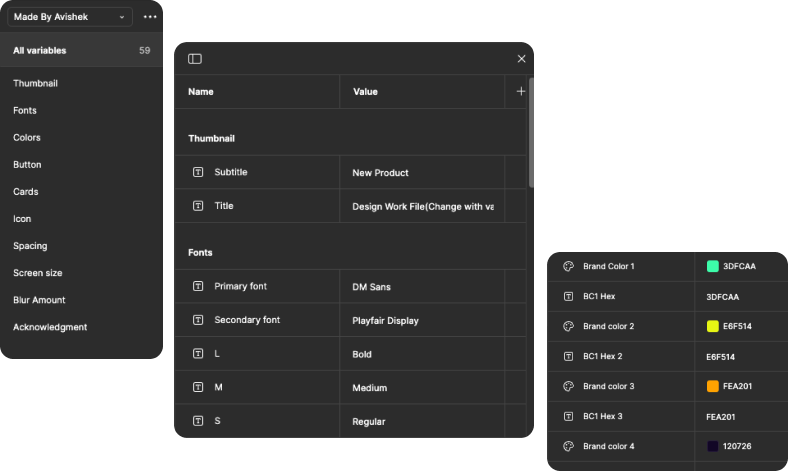 Made By Avishek
All variables 59
Thumbnail
Fonts
Colors
Button
Cards
Icon
Spacing
Screen size
Blur Amount
Acknowledgment
Name Value
Thumbnail
Subtitle New Product
Title Design Work File(Change with va
Fonts
Primary font DM Sans
Secondary font Playfair Display
L Bold
M Medium
S Regular
Brand Color 1 3DFCAA
BC1 Hex 3DFCAA
Brand color 2 E6F514
BC1 Hex 2 E6F514
Brand color 3 FEA201
BC1 Hex 3 FEA201
Brand color 4 120726